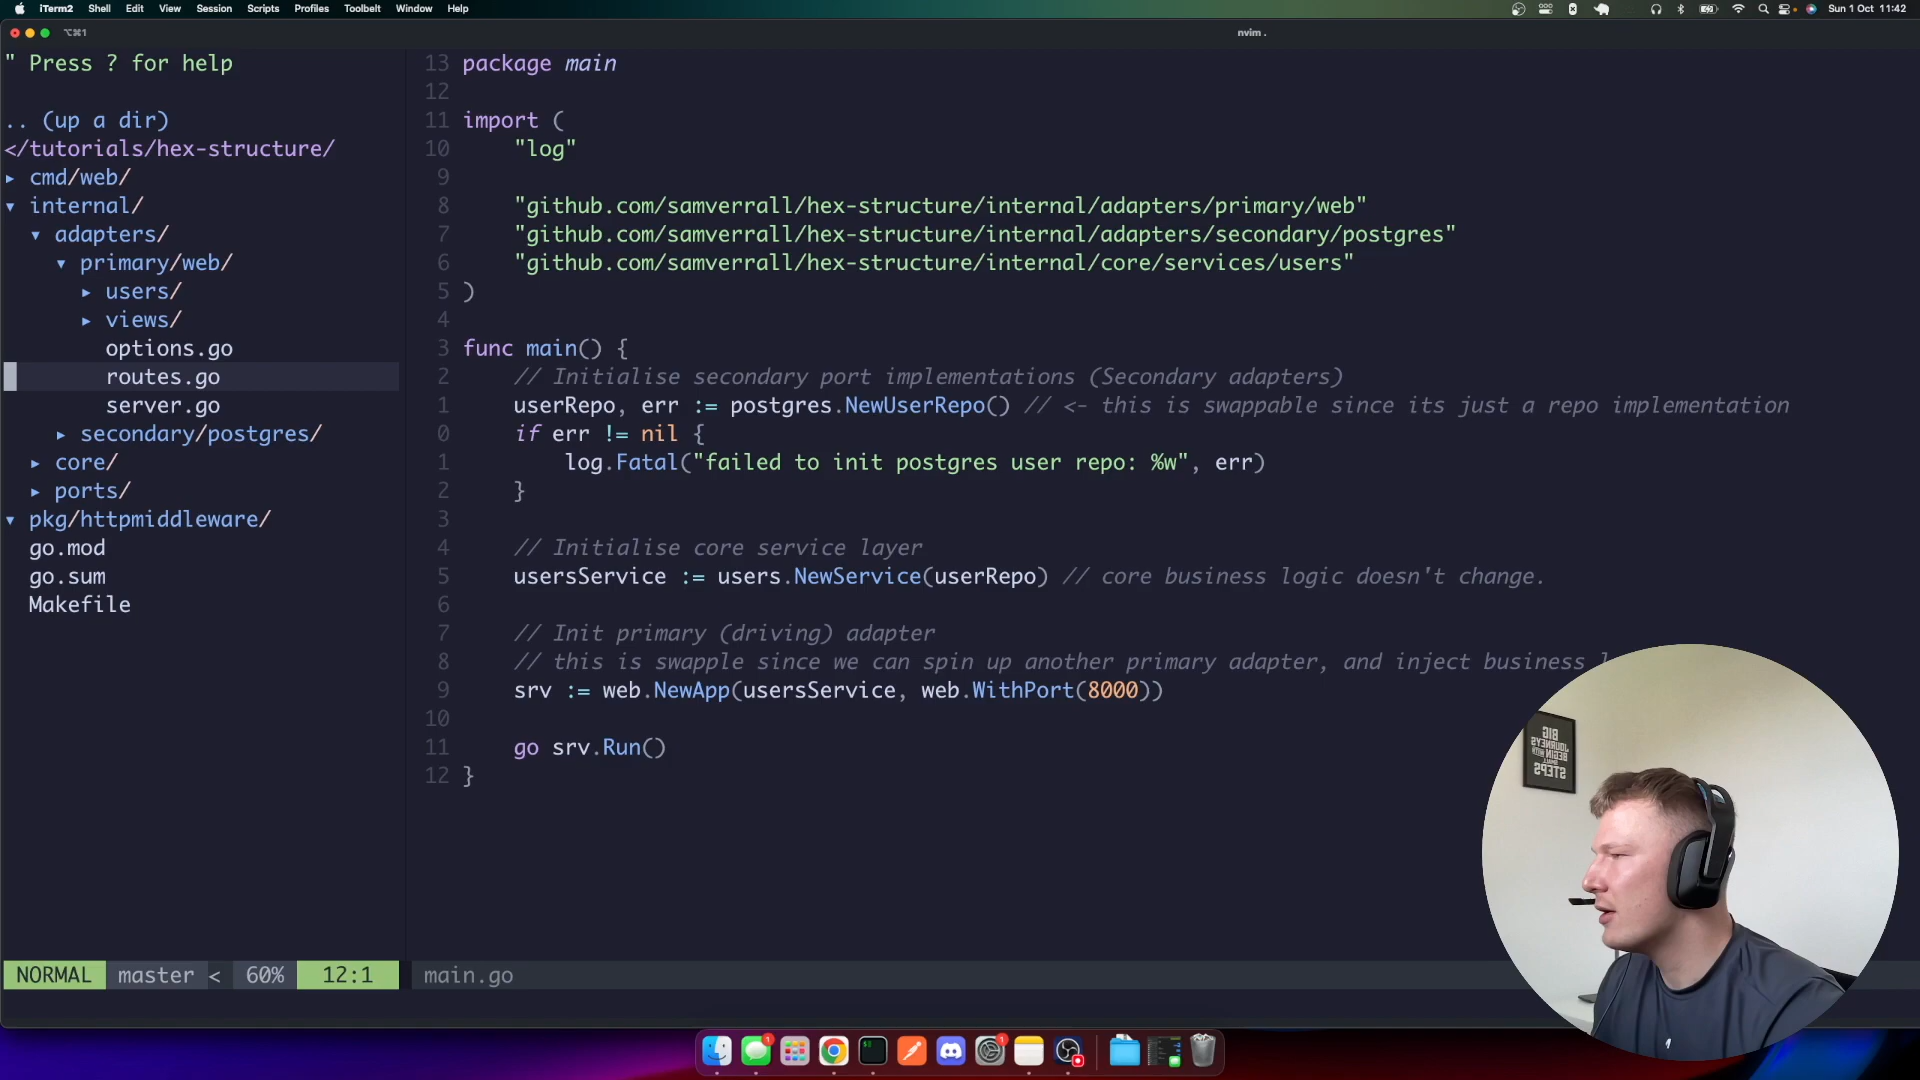 iTerm2 Shell Edit View Session Scripts Profiles Toolbelt Window Help
Sun 1 Oct 11:42
⌥⌘1
nvim .
" Press ? for help
.. (up a dir)
</tutorials/hex-structure/
▸ cmd/web/
▾ internal/
▾ adapters/
▾ primary/web/
▸ users/
▸ views/
options.go
routes.go
server.go
▸ secondary/postgres/
▸ core/
▸ ports/
▾ pkg/httpmiddleware/
go.mod
go.sum
Makefile
13 package main
12
11 import (
10 "log"
9
8 "github.com/samverrall/hex-structure/internal/adapters/primary/web"
7 "github.com/samverrall/hex-structure/internal/adapters/secondary/postgres"
6 "github.com/samverrall/hex-structure/internal/core/services/users"
5 )
4
3 func main() {
2 // Initialise secondary port implementations (Secondary adapters)
1 userRepo, err := postgres.NewUserRepo() // <- this is swappable since its just a repo implementation
0 if err != nil {
1 log.Fatal("failed to init postgres user repo: %w", err)
2 }
3
4 // Initialise core service layer
5 usersService := users.NewService(userRepo) // core business logic doesn't change.
6
7 // Init primary (driving) adapter
8 // this is swapple since we can spin up another primary adapter, and inject business
9 srv := web.NewApp(usersService, web.WithPort(8000))
10
11 go srv.Run()
12 }
BIG
JOURNEYS
BEGIN WITH
SMALL
STEPS
NORMAL master < 60% 12:1 main.go